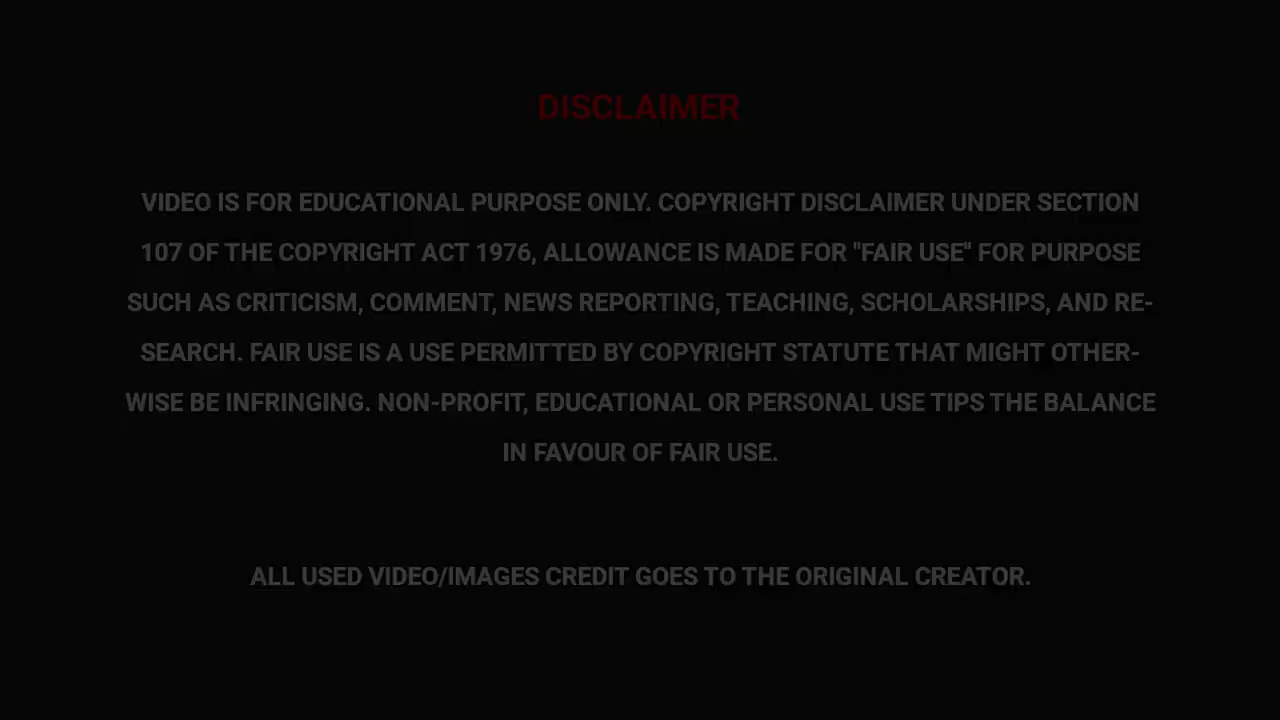 DISCLAIMER
VIDEO IS FOR EDUCATIONAL PURPOSE ONLY. COPYRIGHT DISCLAIMER UNDER SECTION
107 OF THE COPYRIGHT ACT 1976, ALLOWANCE IS MADE FOR "FAIR USE" FOR PURPOSE
SUCH AS CRITICISM, COMMENT, NEWS REPORTING, TEACHING, SCHOLARSHIPS, AND RE-
SEARCH. FAIR USE IS A USE PERMITTED BY COPYRIGHT STATUTE THAT MIGHT OTHER-
WISE BE INFRINGING. NON-PROFIT, EDUCATIONAL OR PERSONAL USE TIPS THE BALANCE
IN FAVOUR OF FAIR USE.
ALL USED VIDEO/IMAGES CREDIT GOES TO THE ORIGINAL CREATOR.